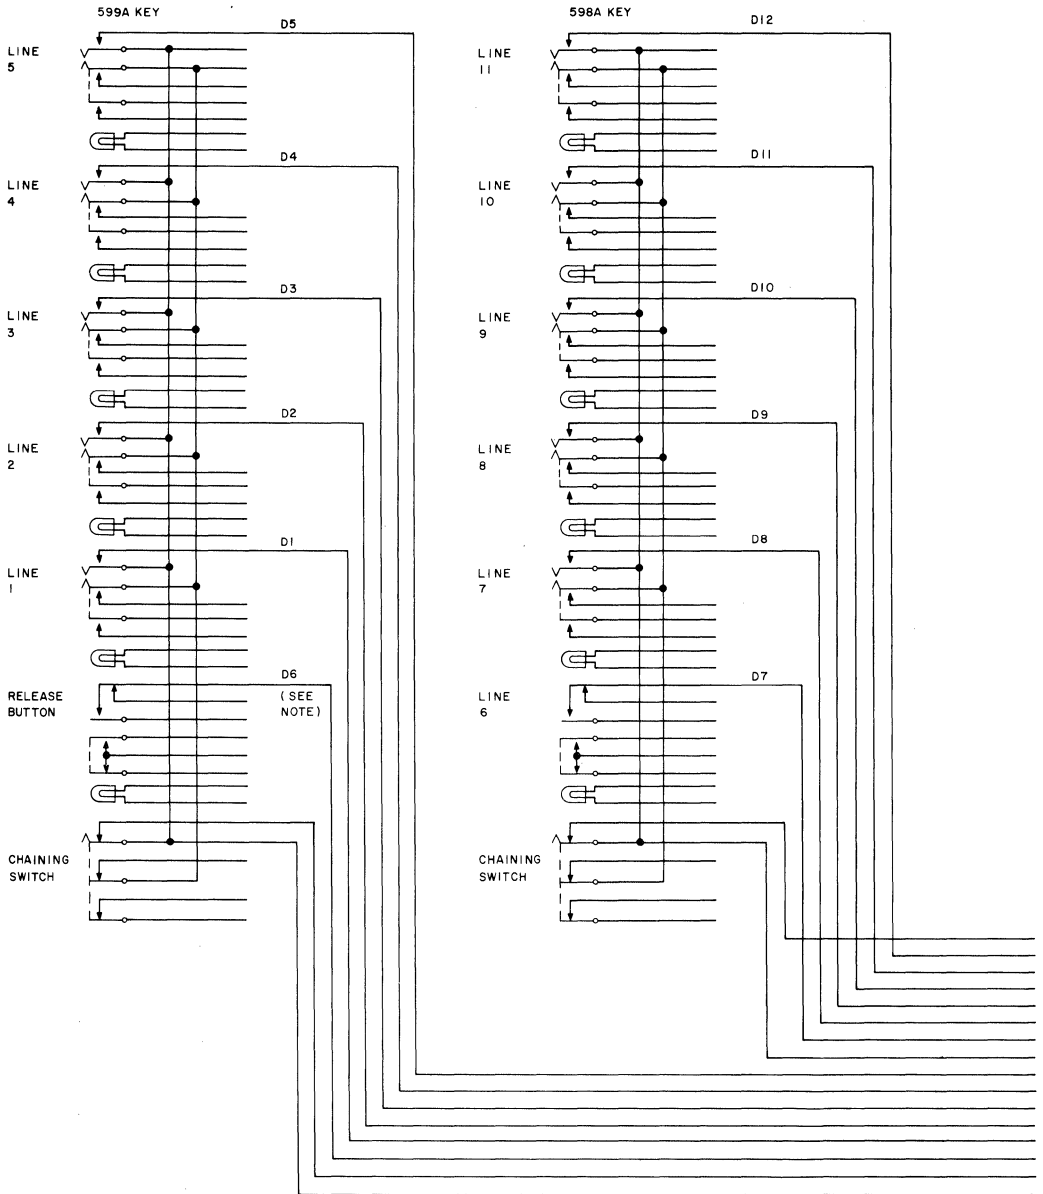 599A KEY
D5
LINE
5
D4
LINE
4
D3
LINE
3
D2
LINE
2
D1
LINE
1
D6
RELEASE
BUTTON
(SEE
NOTE)
CHAINING
SWITCH
598A KEY
D12
LINE
11
D11
LINE
10
D10
LINE
9
D9
LINE
8
D8
LINE
7
D7
LINE
6
CHAINING
SWITCH